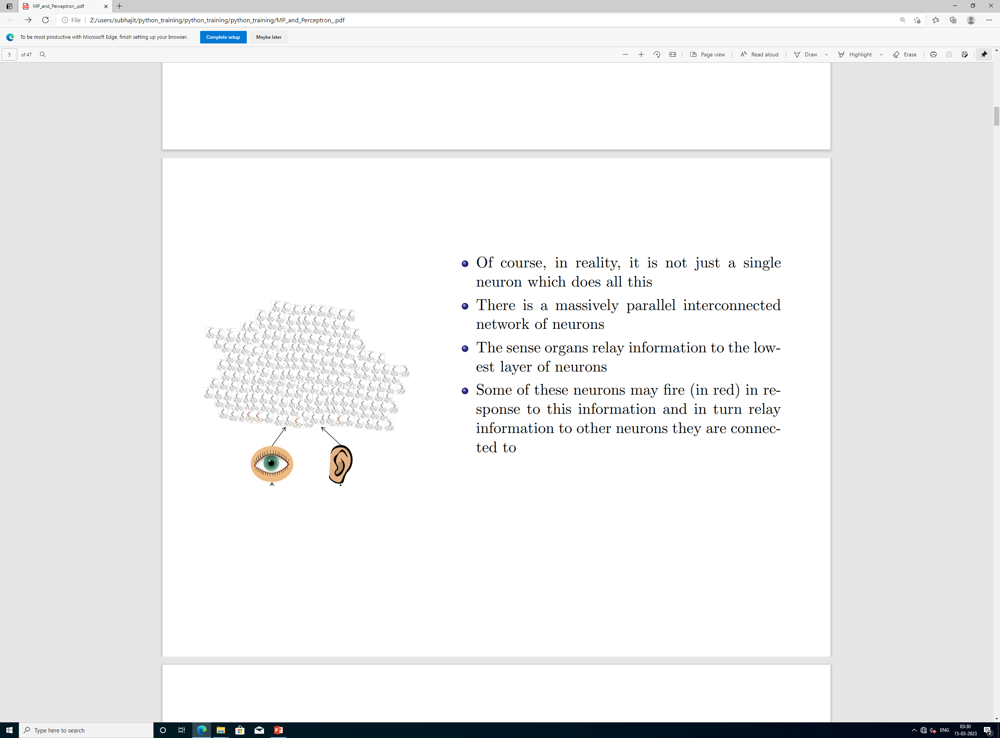 MP_and_Perceptron_.pdf
File
Z:/users/subhajit/python_training/python_training/python_training/MP_and_Perceptron_.pdf
To be most productive with Microsoft Edge, finish setting up your browser.
Complete setup
Maybe later
5 of 47
Page view
Read aloud
Draw
Highlight
Erase
Of course, in reality, it is not just a single
neuron which does all this
There is a massively parallel interconnected
network of neurons
The sense organs relay information to the low-
est layer of neurons
Some of these neurons may fire (in red) in re-
sponse to this information and in turn relay
information to other neurons they are connec-
ted to
Type here to search
ENG
03:30
15-03-2023
2